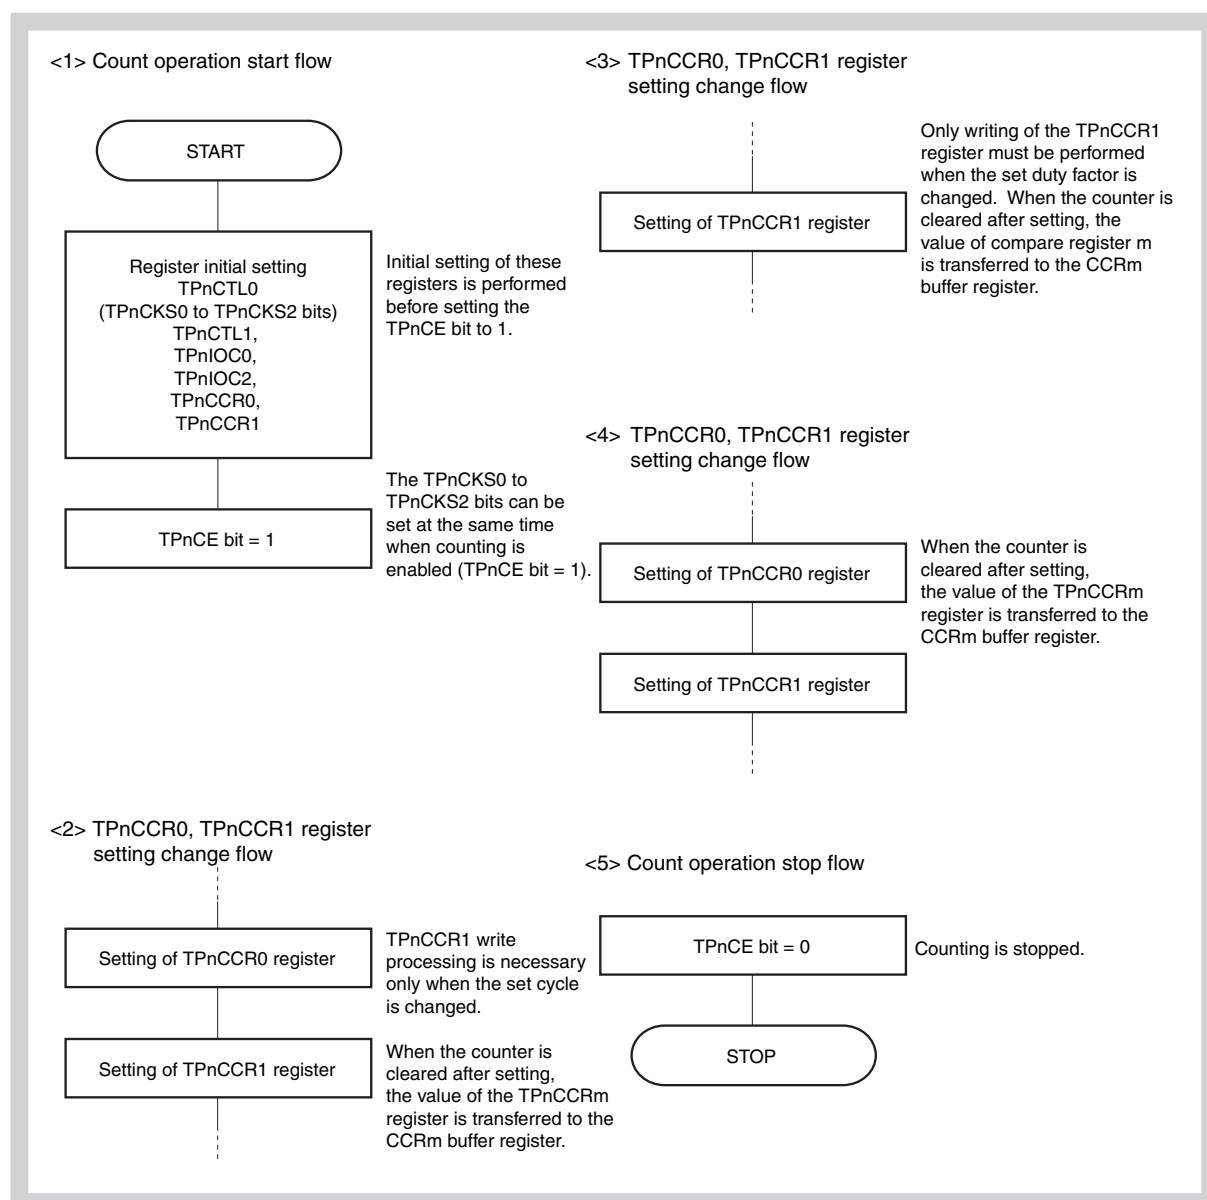 <1> Count operation start flow
START
Register initial setting
TPnCTL0
(TPnCKS0 to TPnCKS2 bits)
TPnCTL1,
TPnIOC0,
TPnIOC2,
TPnCCR0,
TPnCCR1
Initial setting of these
registers is performed
before setting the
TPnCE bit to 1.
TPnCE bit = 1
The TPnCKS0 to
TPnCKS2 bits can be
set at the same time
when counting is
enabled (TPnCE bit = 1).
<2> TPnCCR0, TPnCCR1 register
setting change flow
Setting of TPnCCR0 register
TPnCCR1 write
processing is necessary
only when the set cycle
is changed.
Setting of TPnCCR1 register
When the counter is
cleared after setting,
the value of the TPnCCRm
register is transferred to the
CCRm buffer register.
<3> TPnCCR0, TPnCCR1 register
setting change flow
Setting of TPnCCR1 register
Only writing of the TPnCCR1
register must be performed
when the set duty factor is
changed. When the counter is
cleared after setting, the
value of compare register m
is transferred to the CCRm
buffer register.
<4> TPnCCR0, TPnCCR1 register
setting change flow
Setting of TPnCCR0 register
When the counter is
cleared after setting,
the value of the TPnCCRm
register is transferred to the
CCRm buffer register.
Setting of TPnCCR1 register
<5> Count operation stop flow
TPnCE bit = 0
Counting is stopped.
STOP